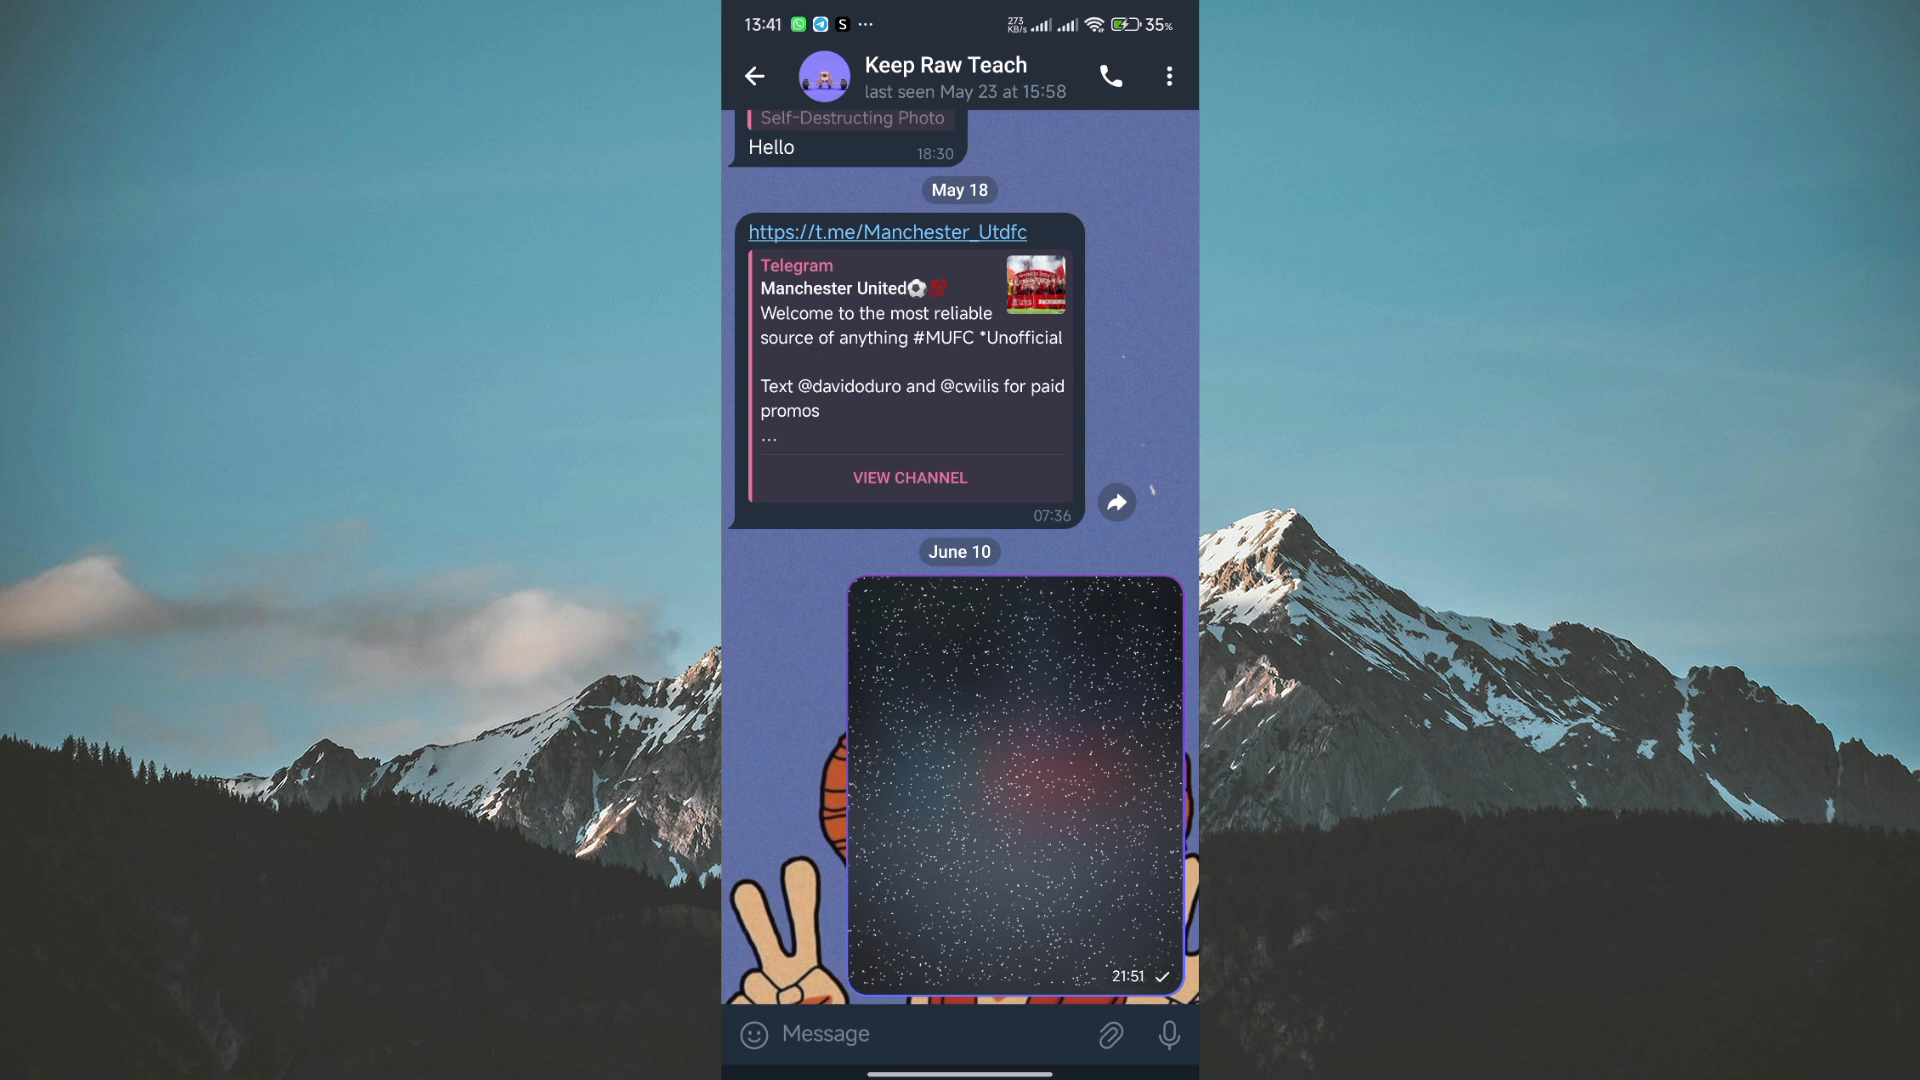 13:41 S ... 273 KB/s 35%
Keep Raw Teach
last seen May 23 at 15:58
Self-Destructing Photo
Hello
18:30
May 18
https://t.me/Manchester_Utdfc
Telegram
Manchester United⚽💯
Welcome to the most reliable
source of anything #MUFC *Unofficial
Text @davidoduro and @cwilis for paid
promos
...
VIEW CHANNEL
07:36
June 10
21:51
Message